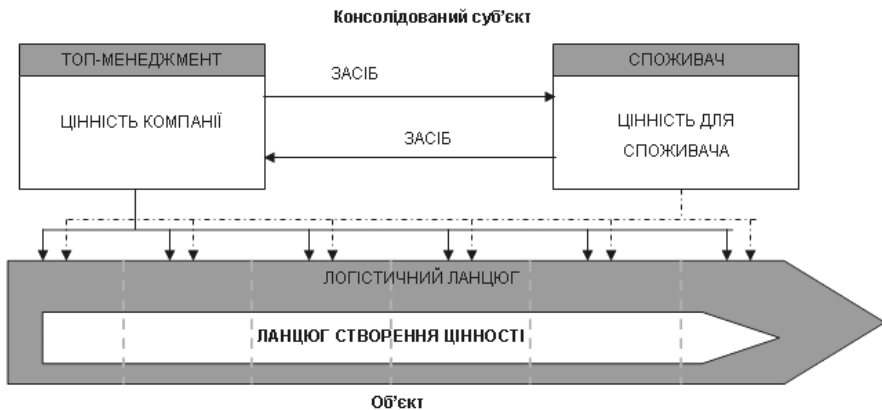 Консолідований суб'єкт
ТОП-МЕНЕДЖМЕНТ
ЦІННІСТЬ КОМПАНІЇ
ЗАСІБ
ЗАСІБ
СПОЖИВАЧ
ЦІННІСТЬ ДЛЯ
СПОЖИВАЧА
ЛОГІСТИЧНИЙ ЛАНЦЮГ
ЛАНЦЮГ СТВОРЕННЯ ЦІННОСТІ
Об'єкт